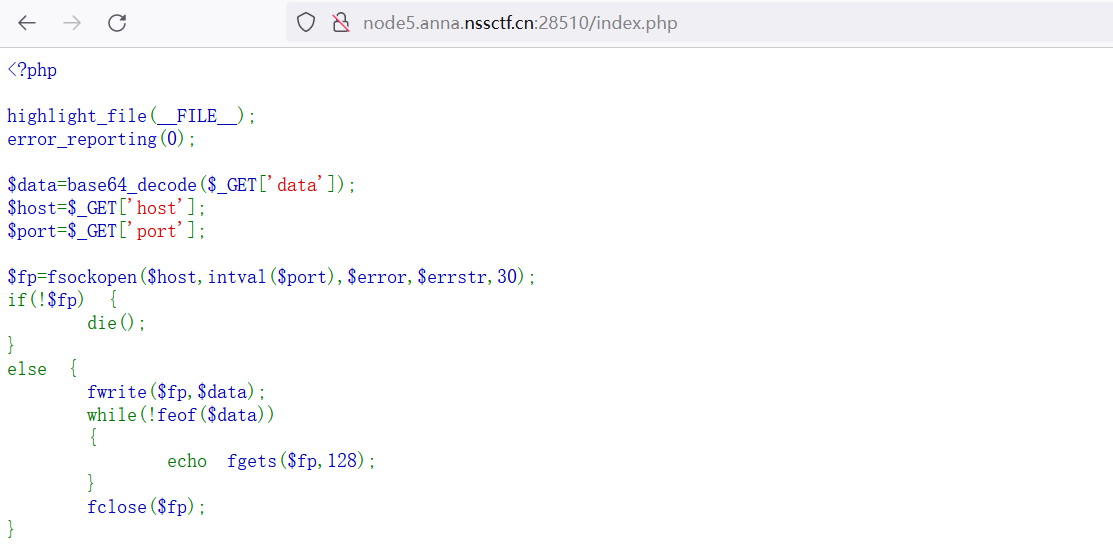 node5.anna.nssctf.cn:28510/index.php
<?php
highlight_file(__FILE__);
error_reporting(0);
$data=base64_decode($_GET['data']);
$host=$_GET['host'];
$port=$_GET['port'];
$fp=fsockopen($host,intval($port),$error,$errstr,30);
if(!$fp) {
die();
}
else {
fwrite($fp,$data);
while(!feof($data))
{
echo fgets($fp,128);
}
fclose($fp);
}